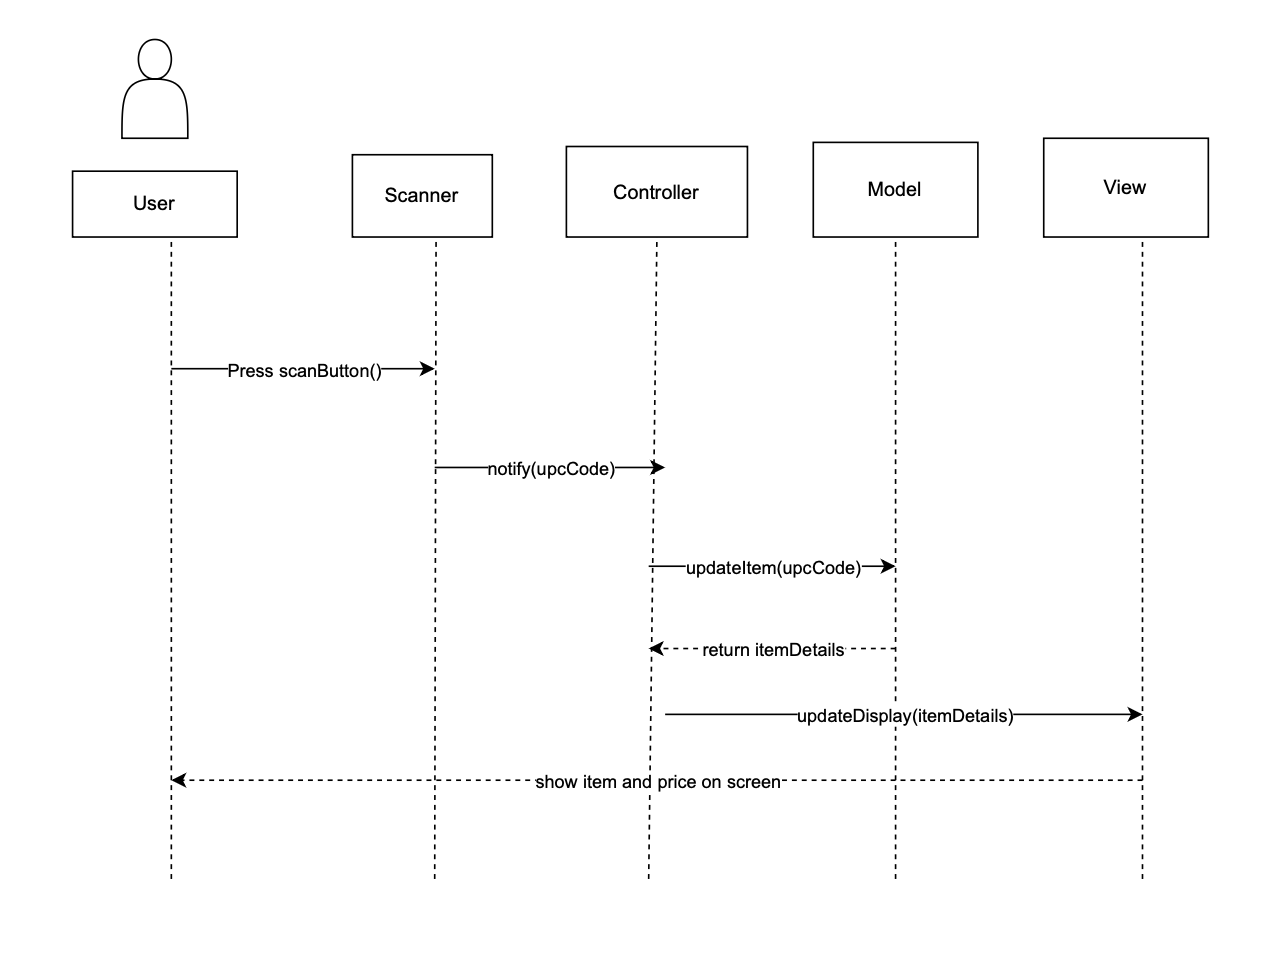 User
Scanner
Controller
Model
View
Press scanButton()
notify(upcCode)
updateItem(upcCode)
return itemDetails
updateDisplay(itemDetails)
show item and price on screen